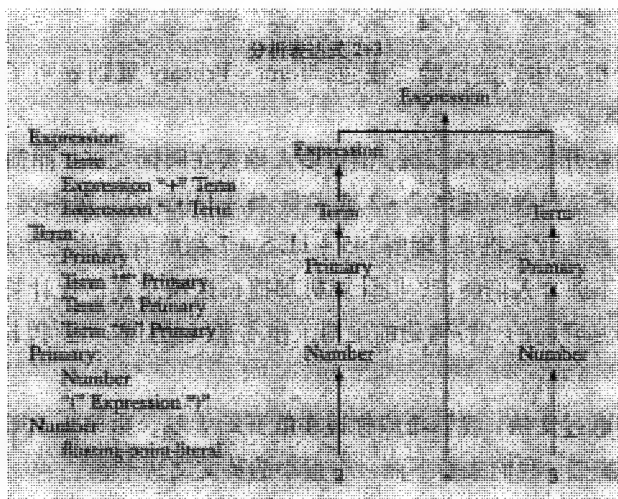 分析表达式 2+3
Expression
Expression:
Term
Expression "+" Term
Expression "-" Term
Term:
Primary
Term "*" Primary
Term "/" Primary
Term "%" Primary
Primary:
Number
"(" Expression ")"
Number:
floating-point-literal
Expression
Term
Term
Primary
Primary
Number
Number
2
3